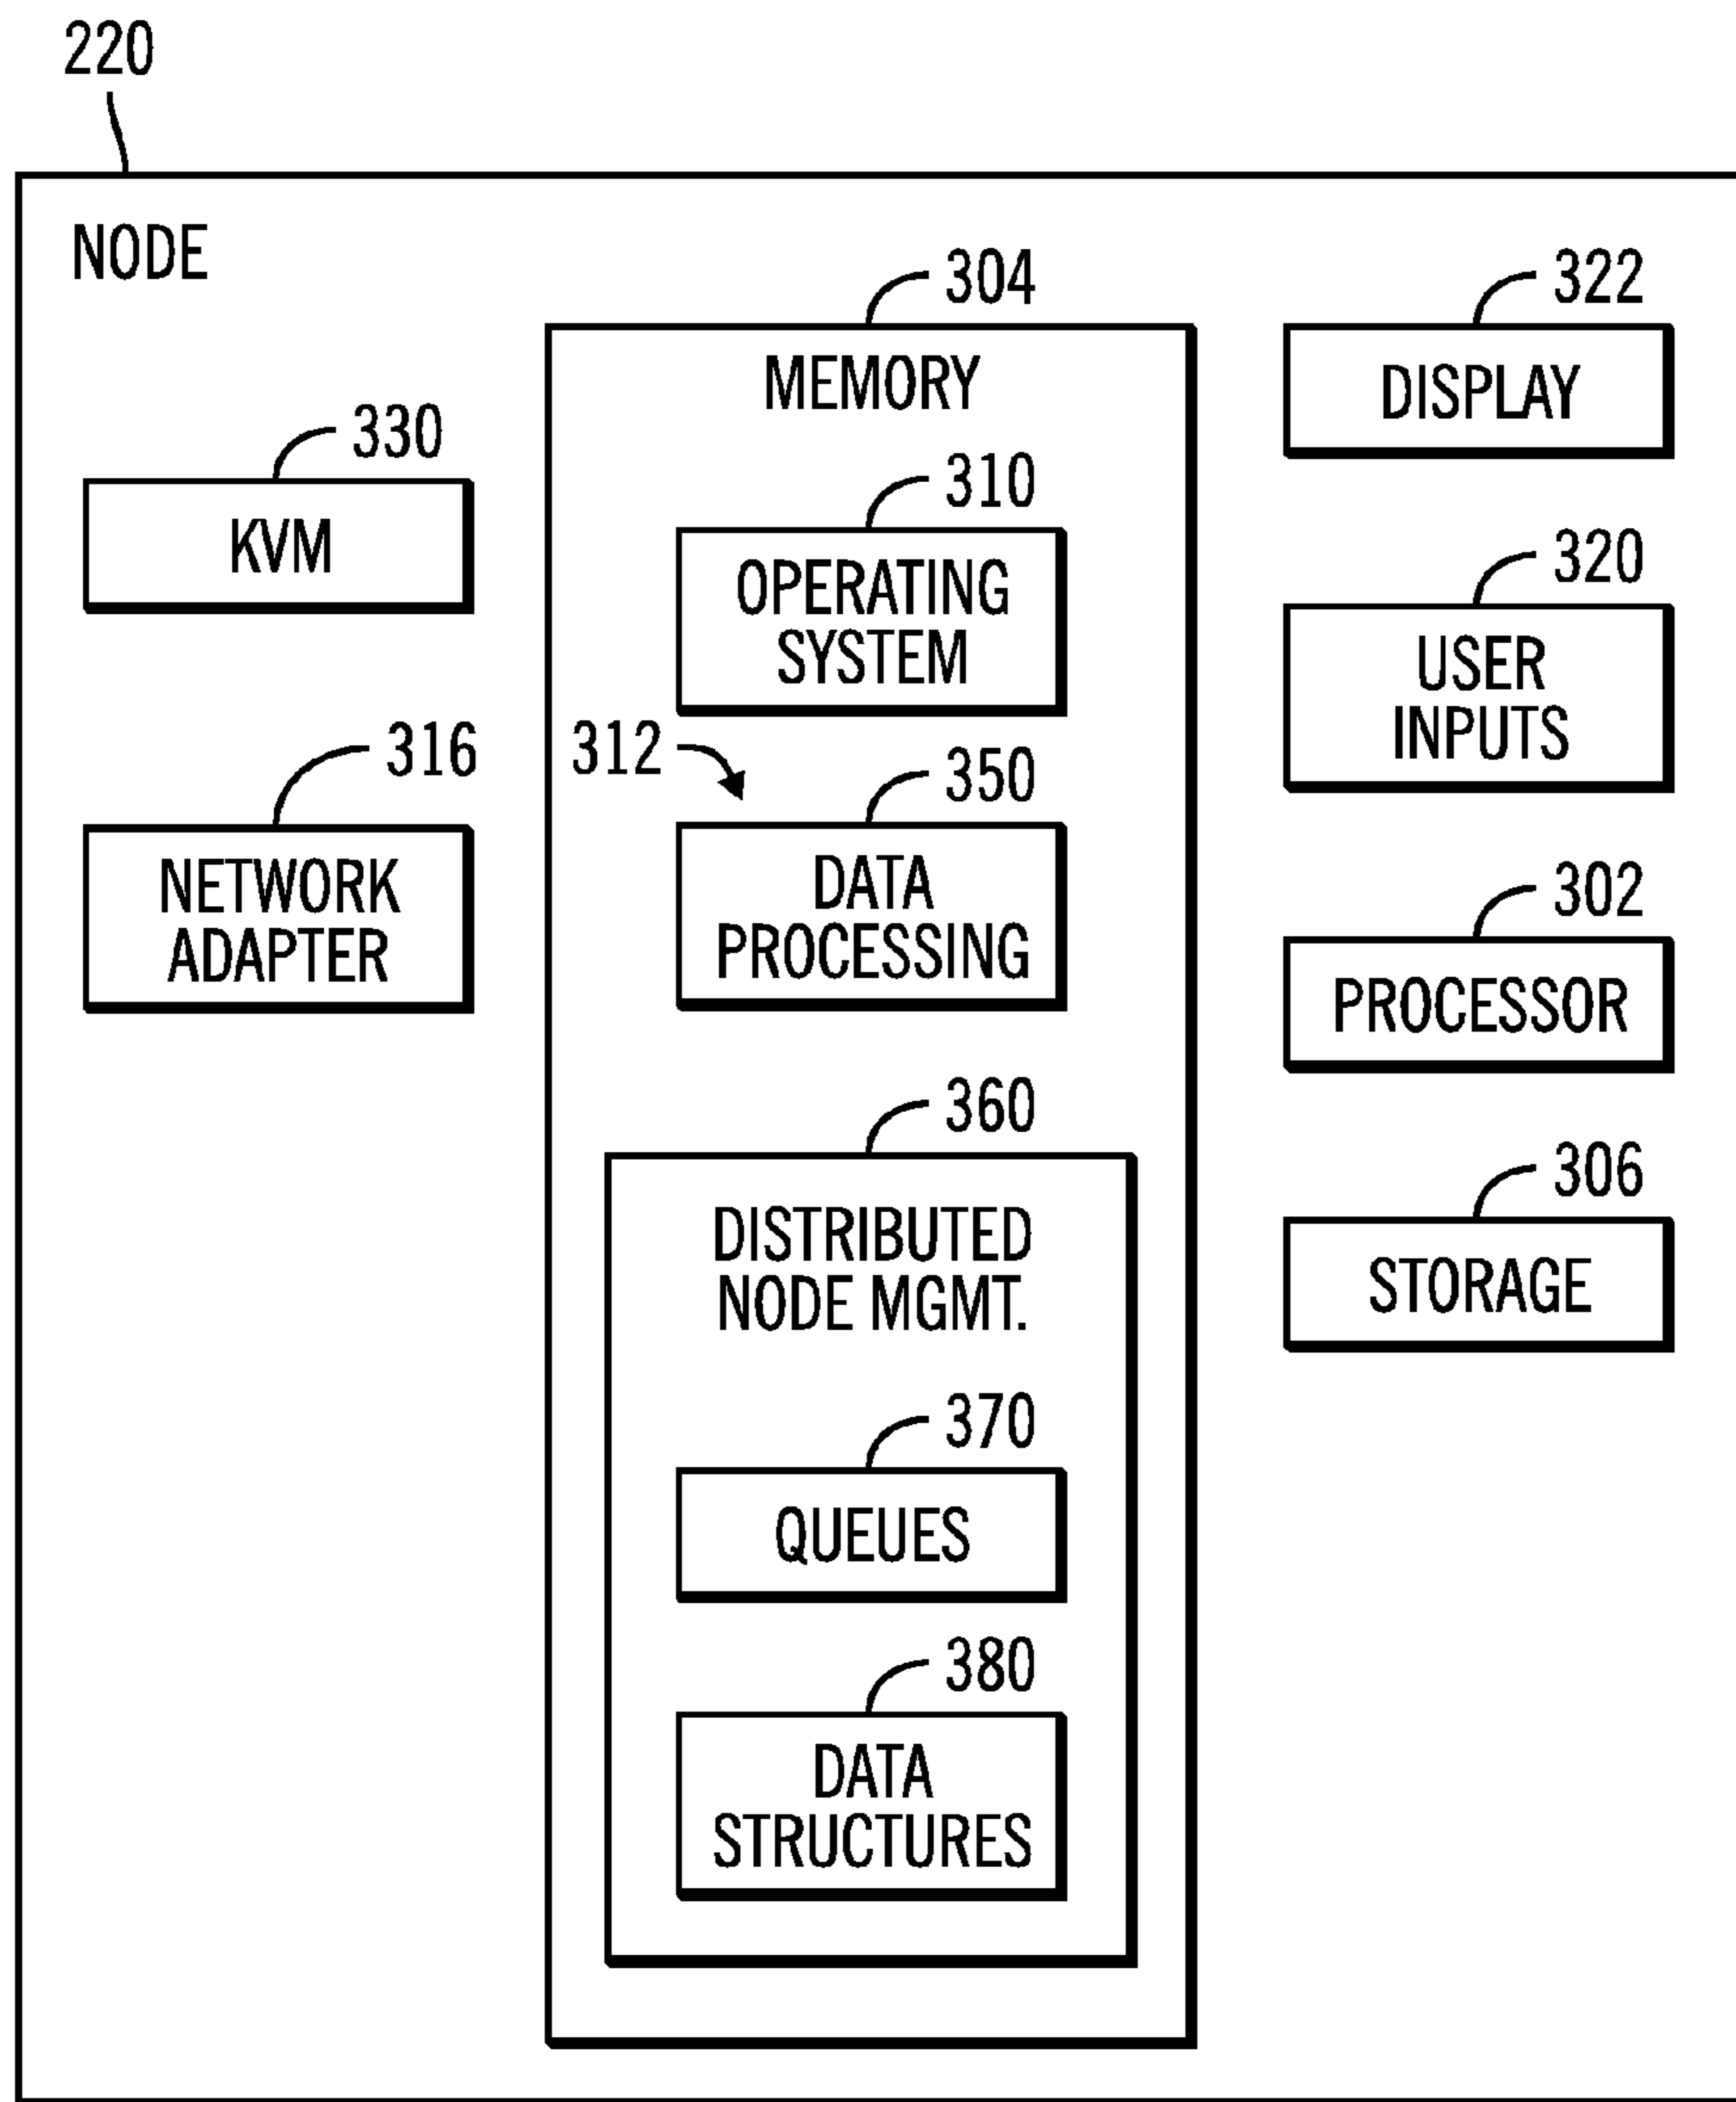 220
NODE
330
KVM
316
NETWORK
ADAPTER
304
MEMORY
310
OPERATING
SYSTEM
312
350
DATA
PROCESSING
360
DISTRIBUTED
NODE MGMT.
370
QUEUES
380
DATA
STRUCTURES
322
DISPLAY
320
USER
INPUTS
302
PROCESSOR
306
STORAGE